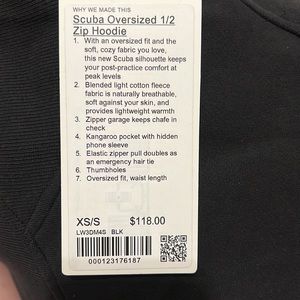 WHY WE MADE THIS
Scuba Oversized 1/2
Zip Hoodie
1. With an oversized fit and the
soft, cozy fabric you love,
this new Scuba silhouette keeps
your post-practice comfort at
peak levels
2. Blended light cotton fleece
fabric is naturally breathable,
soft against your skin, and
provides lightweight warmth
3. Zipper garage keeps chafe in
check
4. Kangaroo pocket with hidden
phone sleeve
5. Elastic zipper pull doubles as
an emergency hair tie
6. Thumbholes
7. Oversized fit, waist length
XS/S $118.00
LW3DM4S BLK
000123176187